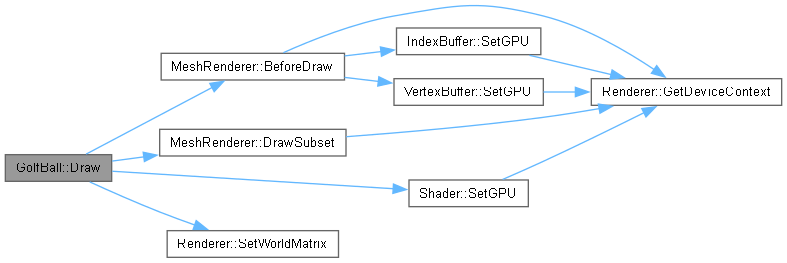 IndexBuffer::SetGPU
MeshRenderer::BeforeDraw
VertexBuffer::SetGPU
Renderer::GetDeviceContext
MeshRenderer::DrawSubset
GolfBall::Draw
Shader::SetGPU
Renderer::SetWorldMatrix